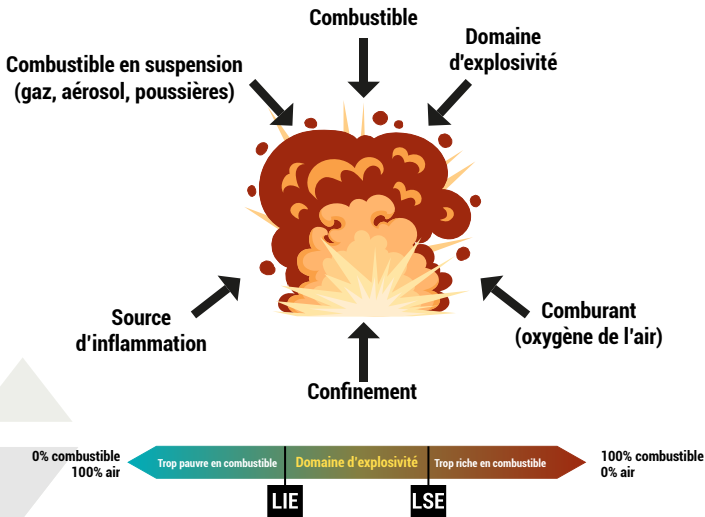 Combustible
Domaine
d'explosivité
Combustible en suspension
(gaz, aérosol, poussières)
Source
d'inflammation
Comburant
(oxygène de l'air)
Confinement
0% combustible
100% air
Trop pauvre en combustible
Domaine d'explosivité
Trop riche en combustible
100% combustible
0% air
LIE
LSE